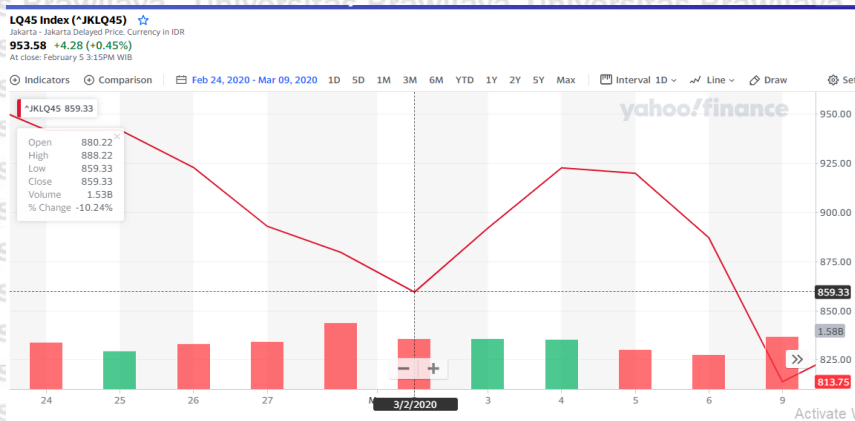 LQ45 Index (^JKLQ45)
Jakarta - Jakarta Delayed Price. Currency in IDR
953.58 +4.28 (+0.45%)
At close: February 5 3:15PM WIB
Indicators Comparison Feb 24, 2020 - Mar 09, 2020 1D 5D 1M 3M 6M YTD 1Y 2Y 5Y Max Interval 1D Line Draw
^JKLQ45 859.33
yahoo!finance
Open 880.22
High 888.22
Low 859.33
Close 859.33
Volume 1.53B
% Change -10.24%
950.00
925.00
900.00
875.00
859.33
850.00
1.58B
825.00
813.75
24 25 26 27 3/2/2020 3 4 5 6 9
Activate